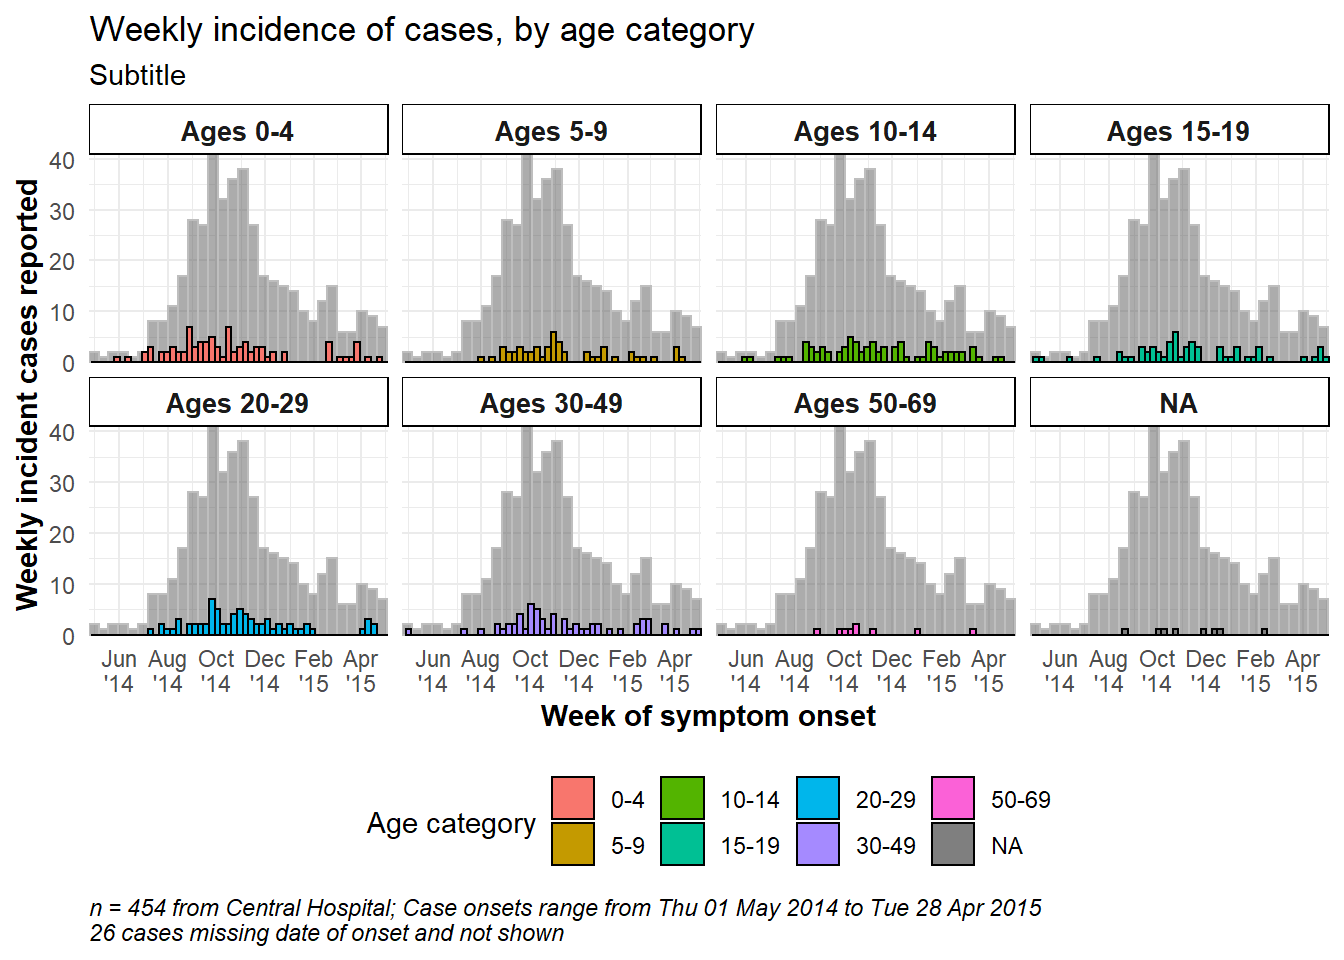 Weekly incidence of cases, by age category
Subtitle
Weekly incident cases reported
Ages 0-4
Ages 5-9
Ages 10-14
Ages 15-19
40
30
20
10
0
Ages 20-29
Ages 30-49
Ages 50-69
NA
40
30
20
10
0
Jun Aug Oct Dec Feb Apr Jun Aug Oct Dec Feb Apr Jun Aug Oct Dec Feb Apr Jun Aug Oct Dec Feb Apr
'14 '14 '14 '14 '15 '15 '14 '14 '14 '14 '15 '15 '14 '14 '14 '14 '15 '15 '14 '14 '14 '14 '15 '15
Week of symptom onset
Age category
0-4 10-14 20-29 50-69
5-9 15-19 30-49 NA
n = 454 from Central Hospital; Case onsets range from Thu 01 May 2014 to Tue 28 Apr 2015
26 cases missing date of onset and not shown